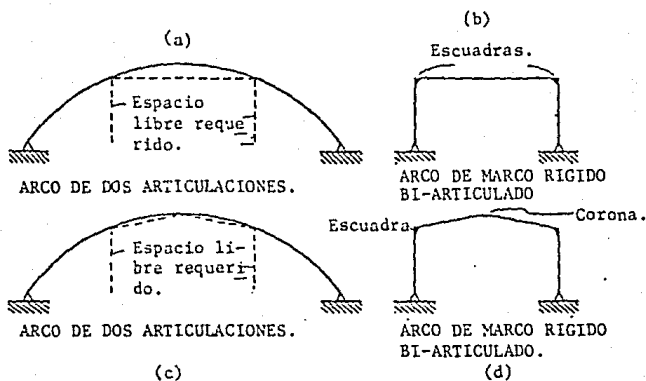 (a)
(b)
Escuadras.
Espacio
libre reque
rido.
ARCO DE DOS ARTICULACIONES.
ARCO DE MARCO RIGIDO
BI-ARTICULADO
Espacio li-
bre requeri
do.
ARCO DE DOS ARTICULACIONES.
(c)
Escuadra.
Corona.
ARCO DE MARCO RIGIDO
BI-ARTICULADO.
(d)